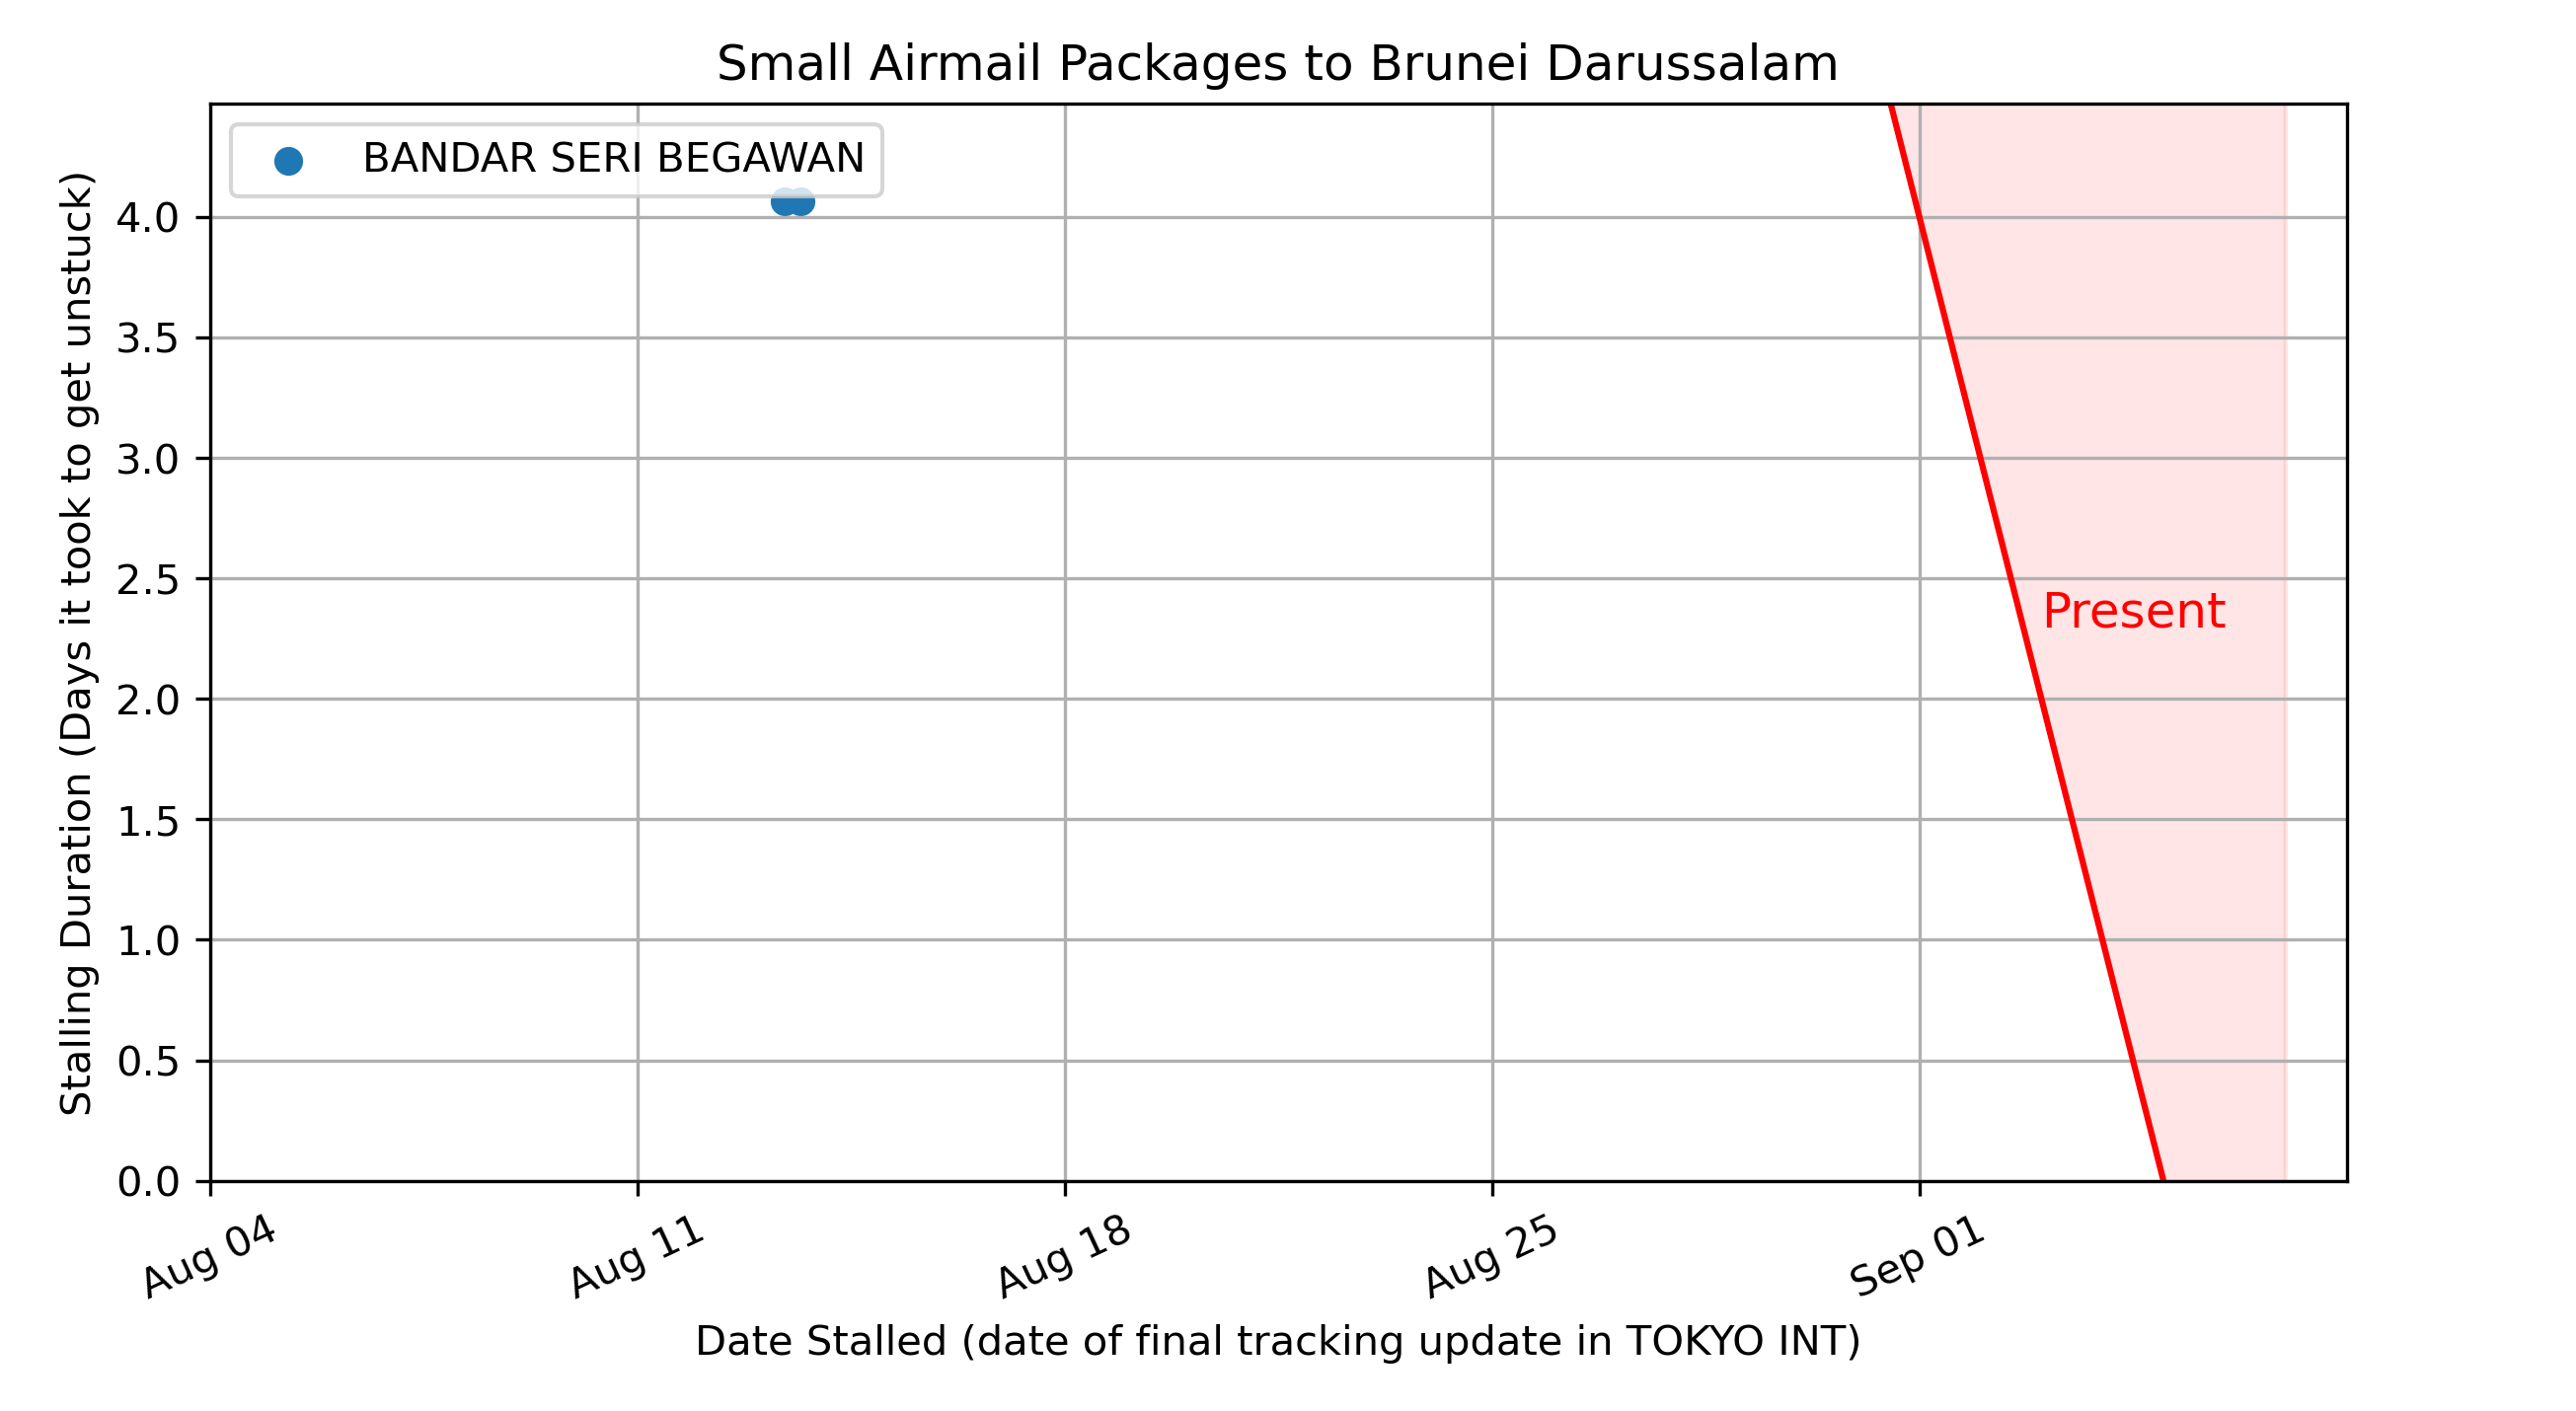 Small Airmail Packages to Brunei Darussalam
BANDAR SERI BEGAWAN
Stalling Duration (Days it took to get unstuck)
4.0
3.5
3.0
2.5
2.0
1.5
1.0
0.5
0.0
Present
Aug 04
Aug 11
Aug 18
Aug 25
Sep 01
Date Stalled (date of final tracking update in TOKYO INT)